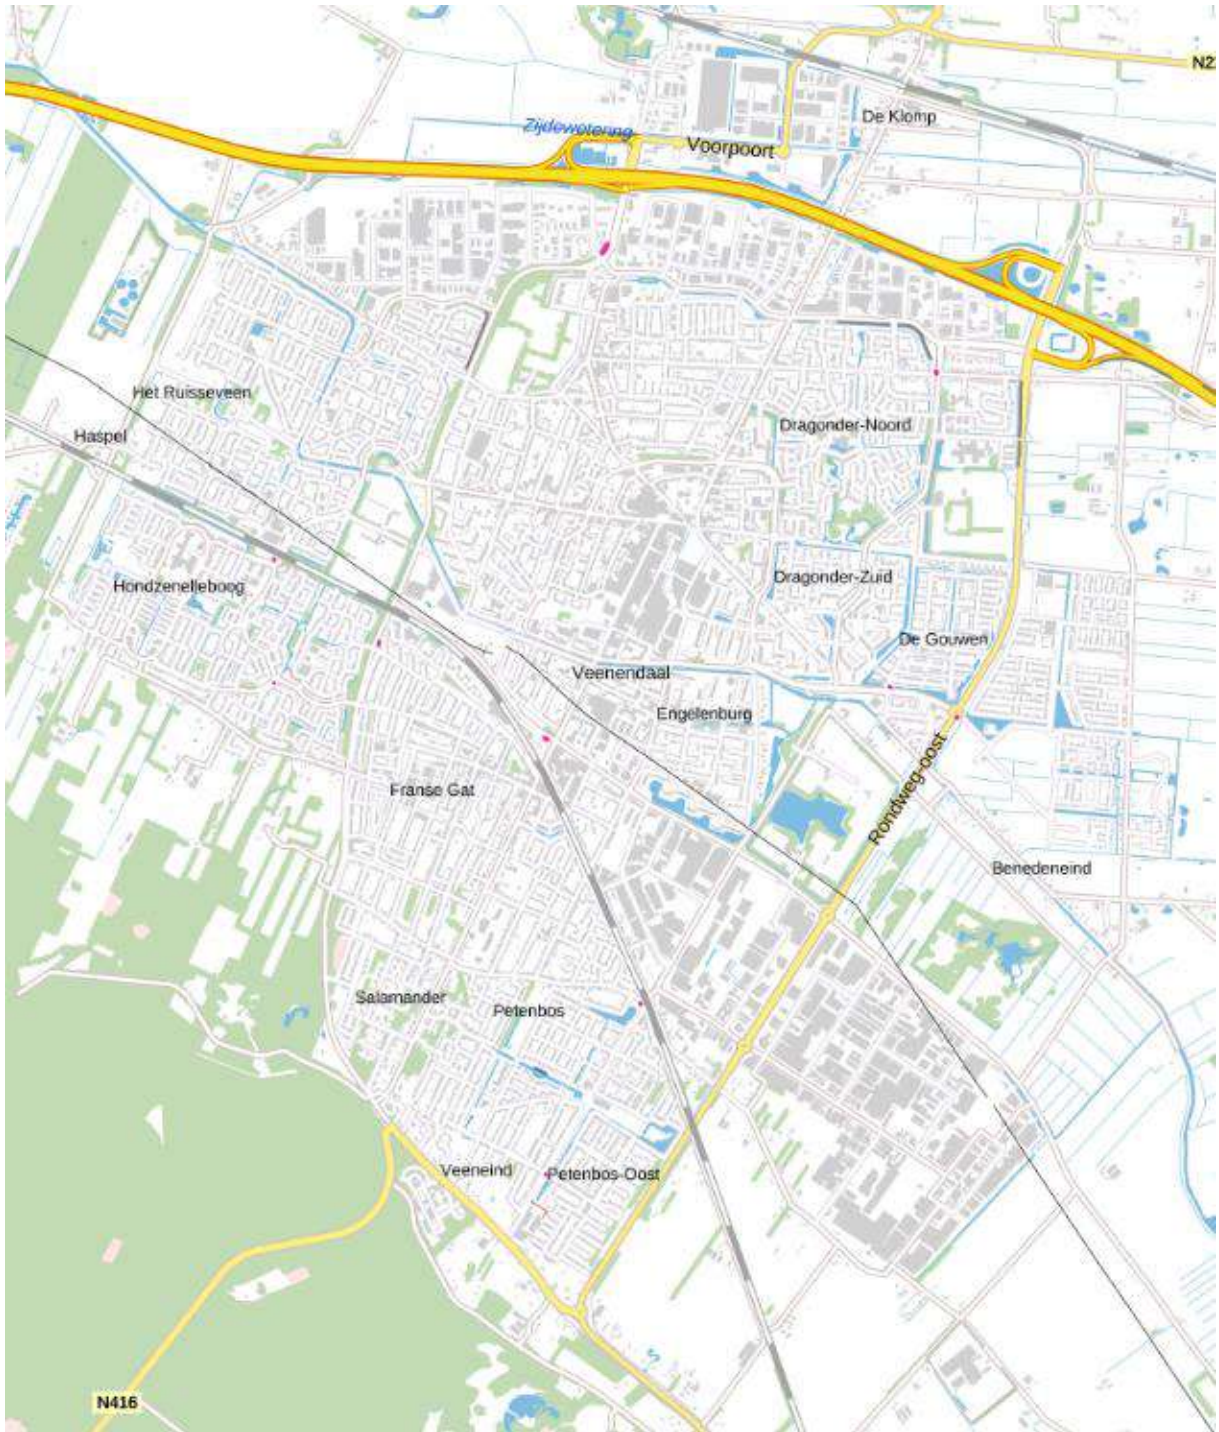 N2
De Klomp
Zijdewetering
Voorpoort
Het Ruisseveen
Dragonder-Noord
Haspel
Dragonder-Zuid
Hondzenelleboog
De Gouwen
Veenendaal
Engelenburg
Franse Gat
Rondweg-oost
Benedeneind
Salamander
Petenbos
Veeneind
Petenbos-Oost
N416